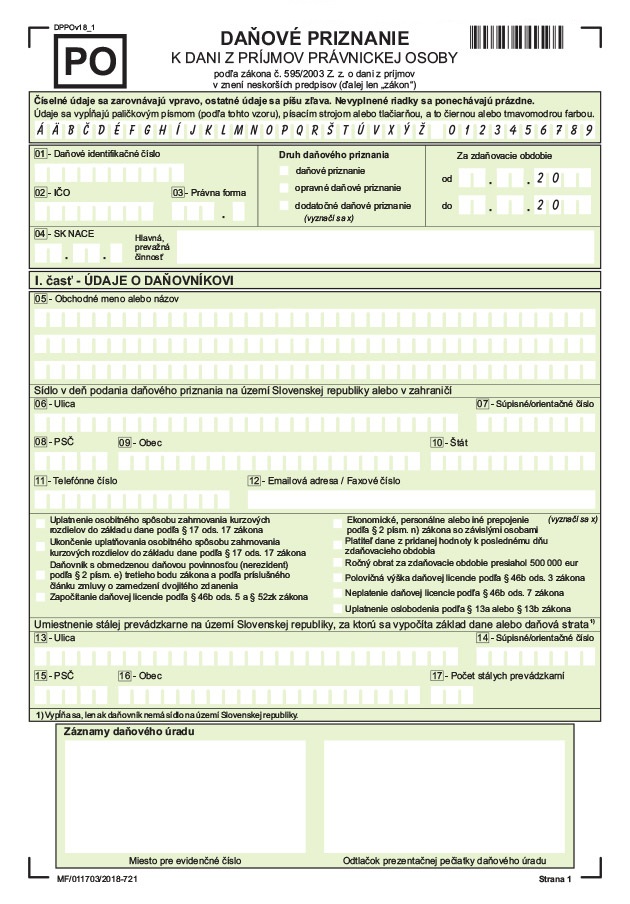 DPPOv18_1
PO
DAŇOVÉ PRIZNANIE
K DANI Z PRÍJMOV PRÁVNICKEJ OSOBY
podľa zákona č. 595/2003 Z. z. o dani z príjmov
v znení neskorších predpisov (ďalej len „zákon")
Číselné údaje sa zarovnávajú vpravo, ostatné údaje sa píšu zľava. Nevyplnené riadky sa ponechávajú prázdne.
Údaje sa vypĺňajú paličkovým písmom (podľa tohto vzoru), písacím strojom alebo tlačiarňou, a to čiernou alebo tmavomodrou farbou.
Á Ä B Č D É F G H Í J K L M N O P Q R Š T Ú V X Ý Ž 0 1 2 3 4 5 6 7 8 9
01 - Daňové identifikačné číslo
Druh daňového priznania
Za zdaňovacie obdobie
daňové priznanie
od . . 2 0
02 - IČO
03 - Právna forma
opravné daňové priznanie
dodatočné daňové priznanie
do . . 2 0
(vyznačí sa x)
04 - SK NACE
Hlavná, prevažná činnosť
I. časť - ÚDAJE O DAŇOVNÍKOVI
05 - Obchodné meno alebo názov
Sídlo v deň podania daňového priznania na území Slovenskej republiky alebo v zahraničí
06 - Ulica
07 - Súpisné/orientačné číslo
08 - PSČ
09 - Obec
10 - Štát
11 - Telefónne číslo
12 - Emailová adresa / Faxové číslo
Uplatnenie osobitného spôsobu zahrnovania kurzových
rozdielov do základu dane podľa § 17 ods. 17 zákona
Ukončenie uplatňovania osobitného spôsobu zahrnovania
kurzových rozdielov do základu dane podľa § 17 ods. 17 zákona
Daňovník s obmedzenou daňovou povinnosťou (nerezident)
podľa § 2 písm. e) tretieho bodu zákona a podľa príslušného
článku zmluvy o zamedzení dvojitého zdanenia
Započítanie daňovej licencie podľa § 46b ods. 5 a § 52zk zákona
Ekonomické, personálne alebo iné prepojenie (vyznačí sa x)
podľa § 2 písm. n) zákona so závislými osobami
Platiteľ dane z pridanej hodnoty k poslednému dňu
zdaňovacieho obdobia
Ročný obrat za zdaňovacie obdobie presiahol 500 000 eur
Polovičná výška daňovej licencie podľa § 46b ods. 3 zákona
Neplatenie daňovej licencie podľa § 46b ods. 7 zákona
Uplatnenie oslobodenia podľa § 13a alebo § 13b zákona
Umiestnenie stálej prevádzkarne na území Slovenskej republiky, za ktorú sa vypočíta základ dane alebo daňová strata1)
13 - Ulica
14 - Súpisné/orientačné číslo
15 - PSČ
16 - Obec
17 - Počet stálych prevádzkarní
1) Vypĺňa sa, len ak daňovník nemá sídlo na území Slovenskej republiky.
Záznamy daňového úradu
Miesto pre evidenčné číslo
Odtlačok prezentačnej pečiatky daňového úradu
MF/011703/2018-721
Strana 1